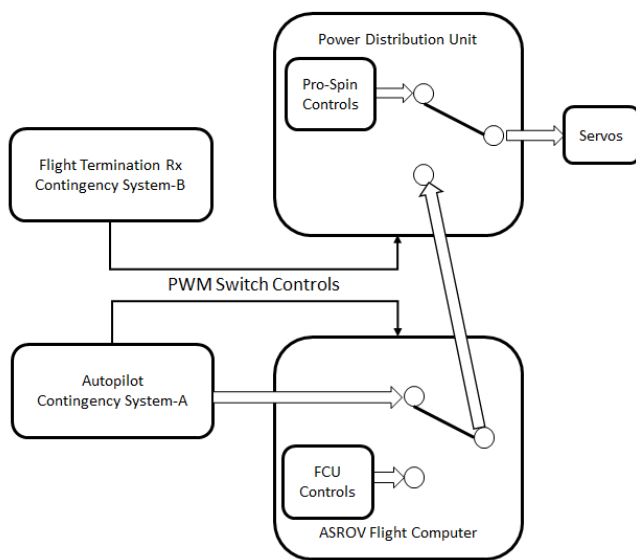 Power Distribution Unit
Pro-Spin
Controls
Servos
Flight Termination Rx
Contingency System-B
PWM Switch Controls
Autopilot
Contingency System-A
FCU
Controls
ASROV Flight Computer